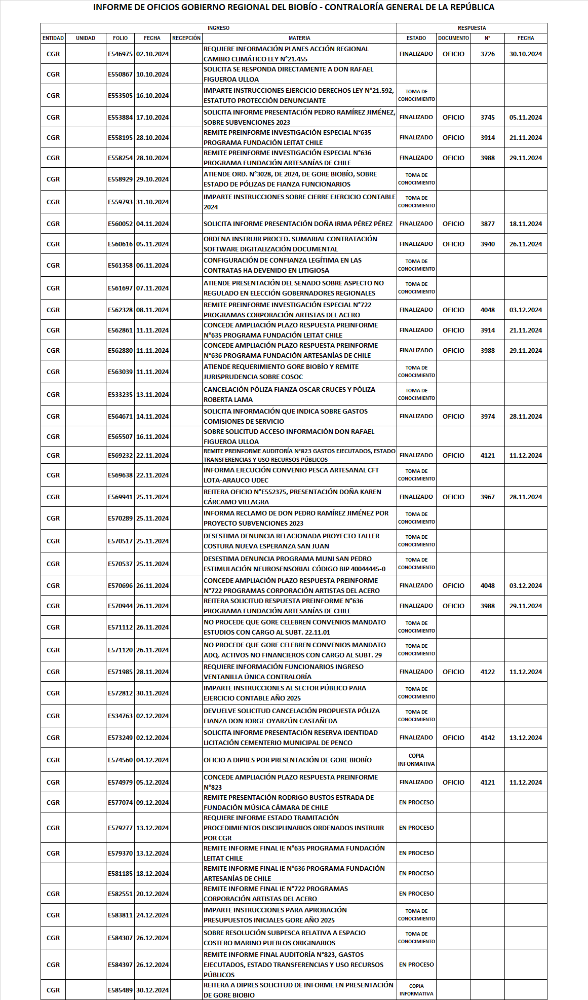 INFORME DE OFICIOS GOBIERNO REGIONAL DEL BIOBÍO - CONTRALORÍA GENERAL DE LA REPÚBLICA
INGRESO RESPUESTA
ENTIDAD UNIDAD FOLIO FECHA RECEPCIÓN MATERIA ESTADO DOCUMENTO N° FECHA
CGR E546975 02.10.2024 REQUIERE INFORMACIÓN PLANES ACCIÓN REGIONAL
CAMBIO CLIMÁTICO LEY N°21.455 FINALIZADO OFICIO 3726 30.10.2024
CGR E550867 10.10.2024 SOLICITA SE RESPONDA DIRECTAMENTE A DON RAFAEL
FIGUEROA ULLOA
CGR E553505 16.10.2024 IMPARTE INSTRUCCIONES EJERCICIO DERECHOS LEY N°21.592,
ESTATUTO PROTECCIÓN DENUNCIANTE TOMA DE
CONOCIMIENTO
CGR E553884 17.10.2024 SOLICITA INFORME PRESENTACIÓN PEDRO RAMÍREZ JIMÉNEZ,
SOBRE SUBVENCIONES 2023 FINALIZADO OFICIO 3745 05.11.2024
CGR E558195 28.10.2024 REMITE PREINFORME INVESTIGACIÓN ESPECIAL N°635
PROGRAMA FUNDACIÓN LEITAT CHILE FINALIZADO OFICIO 3914 21.11.2024
CGR E558254 28.10.2024 REMITE PREINFORME INVESTIGACIÓN ESPECIAL N°636
PROGRAMA FUNDACIÓN ARTESANÍAS DE CHILE FINALIZADO OFICIO 3988 29.11.2024
CGR E558929 29.10.2024 ATIENDE ORD. N°3028, DE 2024, DE GORE BIOBÍO, SOBRE
ESTADO DE PÓLIZAS DE FIANZA FUNCIONARIOS TOMA DE
CONOCIMIENTO
CGR E559793 31.10.2024 IMPARTE INSTRUCCIONES SOBRE CIERRE EJERCICIO CONTABLE
2024 TOMA DE
CONOCIMIENTO
CGR E560052 04.11.2024 SOLICITA INFORME PRESENTACIÓN DOÑA IRMA PÉREZ PÉREZ FINALIZADO OFICIO 3877 18.11.2024
CGR E560616 05.11.2024 ORDENA INSTRUIR PROCED. SUMARIAL CONTRATACIÓN
SOFTWARE DIGITALIZACIÓN DOCUMENTAL FINALIZADO OFICIO 3940 26.11.2024
CGR E561358 06.11.2024 CONFIGURACIÓN DE CONFIANZA LEGÍTIMA EN LAS
CONTRATAS HA DEVENIDO EN LITIGIOSA TOMA DE
CONOCIMIENTO
CGR E561697 07.11.2024 ATIENDE PRESENTACIÓN DEL SENADO SOBRE ASPECTO NO
REGULADO EN ELECCIÓN GOBERNADORES REGIONALES TOMA DE
CONOCIMIENTO
CGR E562328 08.11.2024 REMITE PREINFORME INVESTIGACIÓN ESPECIAL N°722
PROGRAMAS CORPORACIÓN ARTISTAS DEL ACERO FINALIZADO OFICIO 4048 03.12.2024
CGR E562861 11.11.2024 CONCEDE AMPLIACIÓN PLAZO RESPUESTA PREINFORME
N°635 PROGRAMA FUNDACIÓN LEITAT CHILE FINALIZADO OFICIO 3914 21.11.2024
CGR E562880 11.11.2024 CONCEDE AMPLIACIÓN PLAZO RESPUESTA PREINFORME
N°636 PROGRAMA FUNDACIÓN ARTESANÍAS DE CHILE FINALIZADO OFICIO 3988 29.11.2024
CGR E563039 11.11.2024 ATIENDE REQUERIMIENTO GORE BIOBÍO Y REMITE
JURISPRUDENCIA SOBRE COSOC TOMA DE
CONOCIMIENTO
CGR ES33235 13.11.2024 CANCELACIÓN PÓLIZA FIANZA OSCAR CRUCES Y PÓLIZA
ROBERTA LAMA TOMA DE
CONOCIMIENTO
CGR E564671 14.11.2024 SOLICITA INFORMACIÓN QUE INDICA SOBRE GASTOS
COMISIONES DE SERVICIO FINALIZADO OFICIO 3974 28.11.2024
CGR E565507 16.11.2024 SOBRE SOLICITUD ACCESO INFORMACIÓN DON RAFAEL
FIGUEROA ULLOA
CGR E569232 22.11.2024 REMITE PREINFORME AUDITORÍA N°823 GASTOS EJECUTADOS, ESTADO
TRANSFERENCIAS Y USO RECURSOS PÚBLICOS FINALIZADO OFICIO 4121 11.12.2024
CGR E569638 22.11.2024 INFORMA EJECUCIÓN CONVENIO PESCA ARTESANAL CFT
LOTA-ARAUCO UDEC TOMA DE
CONOCIMIENTO
CGR E569941 25.11.2024 REITERA OFICIO N°E552375, PRESENTACIÓN DOÑA KAREN
CÁRCAMO VILLAGRA FINALIZADO OFICIO 3967 28.11.2024
CGR E570289 25.11.2024 INFORMA RECLAMO DE DON PEDRO RAMÍREZ JIMÉNEZ POR
PROYECTO SUBVENCIONES 2023 TOMA DE
CONOCIMIENTO
CGR E570517 25.11.2024 DESESTIMA DENUNCIA RELACIONADA PROYECTO TALLER
COSTURA NUEVA ESPERANZA SAN JUAN TOMA DE
CONOCIMIENTO
CGR E570537 25.11.2024 DESESTIMA DENUNCIA PROGRAMA MUNI SAN PEDRO
ESTIMULACIÓN NEUROSENSORIAL CÓDIGO BIP 40044445-0 TOMA DE
CONOCIMIENTO
CGR E570696 26.11.2024 CONCEDE AMPLIACIÓN PLAZO RESPUESTA PREINFORME
N°722 PROGRAMAS CORPORACIÓN ARTISTAS DEL ACERO FINALIZADO OFICIO 4048 03.12.2024
CGR E570944 26.11.2024 REITERA SOLICITUD RESPUESTA PREINFORME N°636
PROGRAMA FUNDACIÓN ARTESANÍAS DE CHILE FINALIZADO OFICIO 3988 29.11.2024
CGR E571112 26.11.2024 NO PROCEDE QUE GORE CELEBREN CONVENIOS MANDATO
ESTUDIOS CON CARGO AL SUBT. 22.11.01 TOMA DE
CONOCIMIENTO
CGR E571120 26.11.2024 NO PROCEDE QUE GORE CELEBREN CONVENIOS MANDATO
ADQ. ACTIVOS NO FINANCIEROS CON CARGO AL SUBT. 29 TOMA DE
CONOCIMIENTO
CGR E571985 28.11.2024 REQUIERE INFORMACIÓN FUNCIONARIOS INGRESO
VENTANILLA ÚNICA CONTRALORÍA FINALIZADO OFICIO 4122 11.12.2024
CGR E572812 30.11.2024 IMPARTE INSTRUCCIONES AL SECTOR PÚBLICO PARA
EJERCICIO CONTABLE AÑO 2025 TOMA DE
CONOCIMIENTO
CGR ES34763 02.12.2024 DEVUELVE SOLICITUD CANCELACIÓN PROPUESTA PÓLIZA
FIANZA DON JORGE OYARZÚN CASTAÑEDA TOMA DE
CONOCIMIENTO
CGR E573249 02.12.2024 SOLICITA INFORME PRESENTACIÓN RESERVA IDENTIDAD
LICITACIÓN CEMENTERIO MUNICIPAL DE PENCO FINALIZADO OFICIO 4142 13.12.2024
CGR E574560 04.12.2024 OFICIO A DIPRES POR PRESENTACIÓN DE GORE BIOBÍO COPIA
INFORMATIVA
CGR E574979 05.12.2024 CONCEDE AMPLIACIÓN PLAZO RESPUESTA PREINFORME
N°823 FINALIZADO OFICIO 4121 11.12.2024
CGR E577074 09.12.2024 REMITE PRESENTACIÓN RODRIGO BUSTOS ESTRADA DE
FUNDACIÓN MÚSICA CÁMARA DE CHILE EN PROCESO
CGR E579277 13.12.2024 REQUIERE INFORME ESTADO TRAMITACIÓN
PROCEDIMIENTOS DISCIPLINARIOS ORDENADOS INSTRUIR
POR CGR EN PROCESO
CGR E579370 13.12.2024 REMITE INFORME FINAL IE N°635 PROGRAMA FUNDACIÓN
LEITAT CHILE EN PROCESO
E581185 18.12.2024 REMITE INFORME FINAL IE N°636 PROGRAMA FUNDACIÓN
ARTESANÍAS DE CHILE EN PROCESO
CGR E582551 20.12.2024 REMITE INFORME FINAL IE N°722 PROGRAMAS
CORPORACIÓN ARTISTAS DEL ACERO EN PROCESO
CGR E583811 24.12.2024 IMPARTE INSTRUCCIONES PARA APROBACIÓN
PRESUPUESTOS INICIALES GORE AÑO 2025 TOMA DE
CONOCIMIENTO
CGR E584307 26.12.2024 SOBRE RESOLUCIÓN SUBPESCA RELATIVA A ESPACIO
COSTERO MARINO PUEBLOS ORIGINARIOS TOMA DE
CONOCIMIENTO
CGR E584397 26.12.2024 REMITE INFORME FINAL AUDITORÍA N°823, GASTOS
EJECUTADOS, ESTADO TRANSFERENCIAS Y USO RECURSOS
PÚBLICOS EN PROCESO
CGR E585489 30.12.2024 REITERA A DIPRES SOLICITUD DE INFORME EN PRESENTACIÓN
DE GORE BIOBIO COPIA
INFORMATIVA